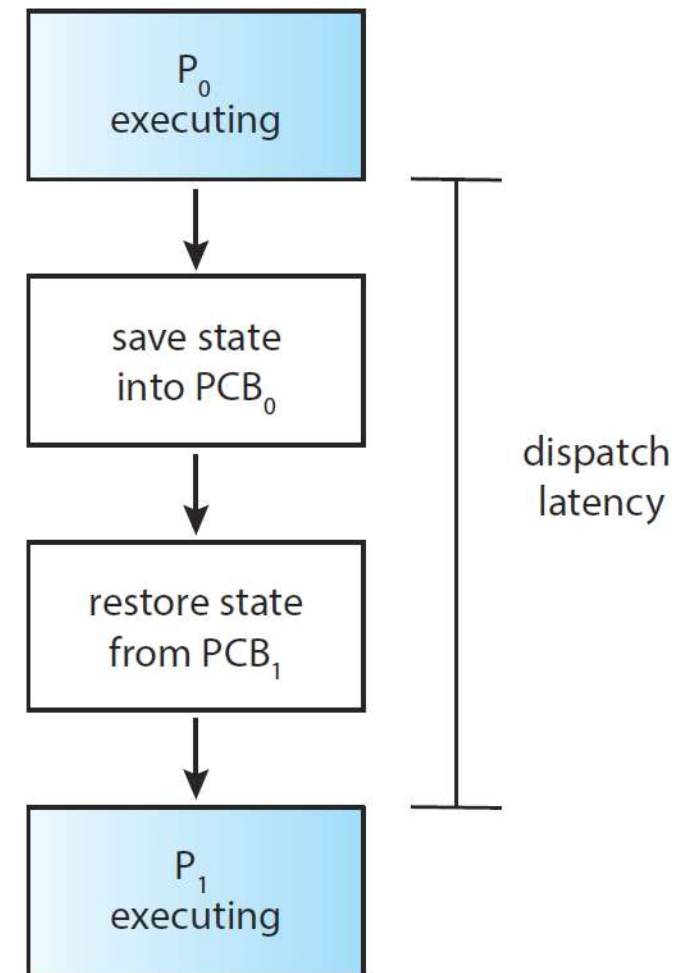 P₀
executing
save state
into PCB₀
restore state
from PCB₁
P₁
executing
dispatch
latency